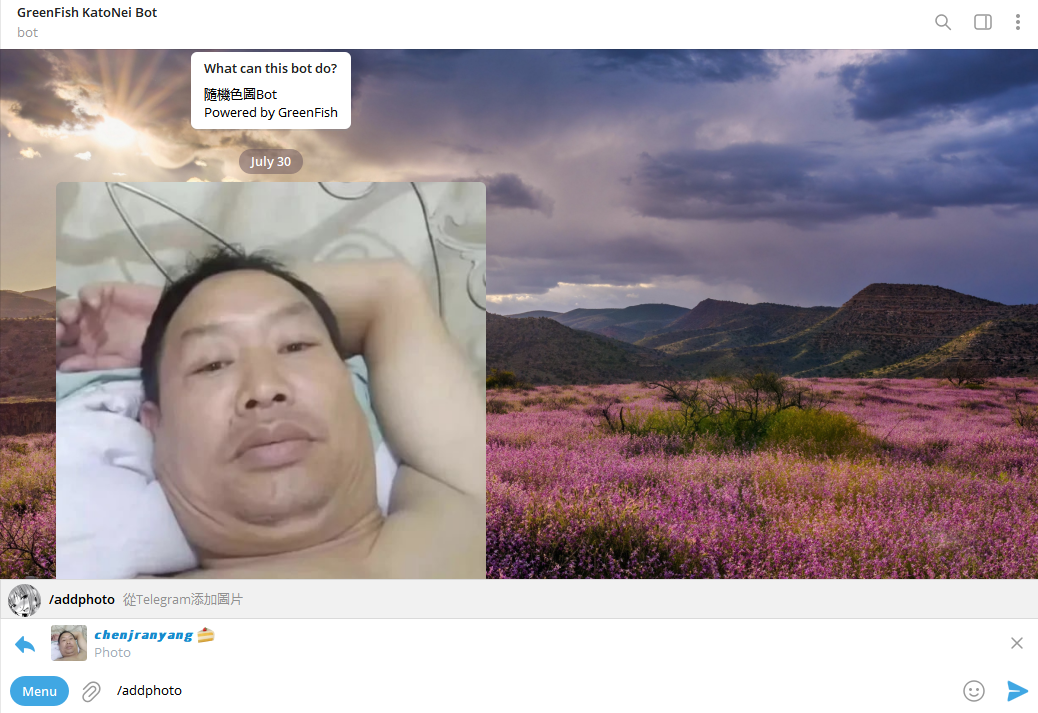 GreenFish KatoNei Bot
bot
What can this bot do?
隨機色圖Bot
Powered by GreenFish
July 30
/addphoto 從Telegram添加圖片
chenjranyang 🍰
Photo
Menu
/addphoto